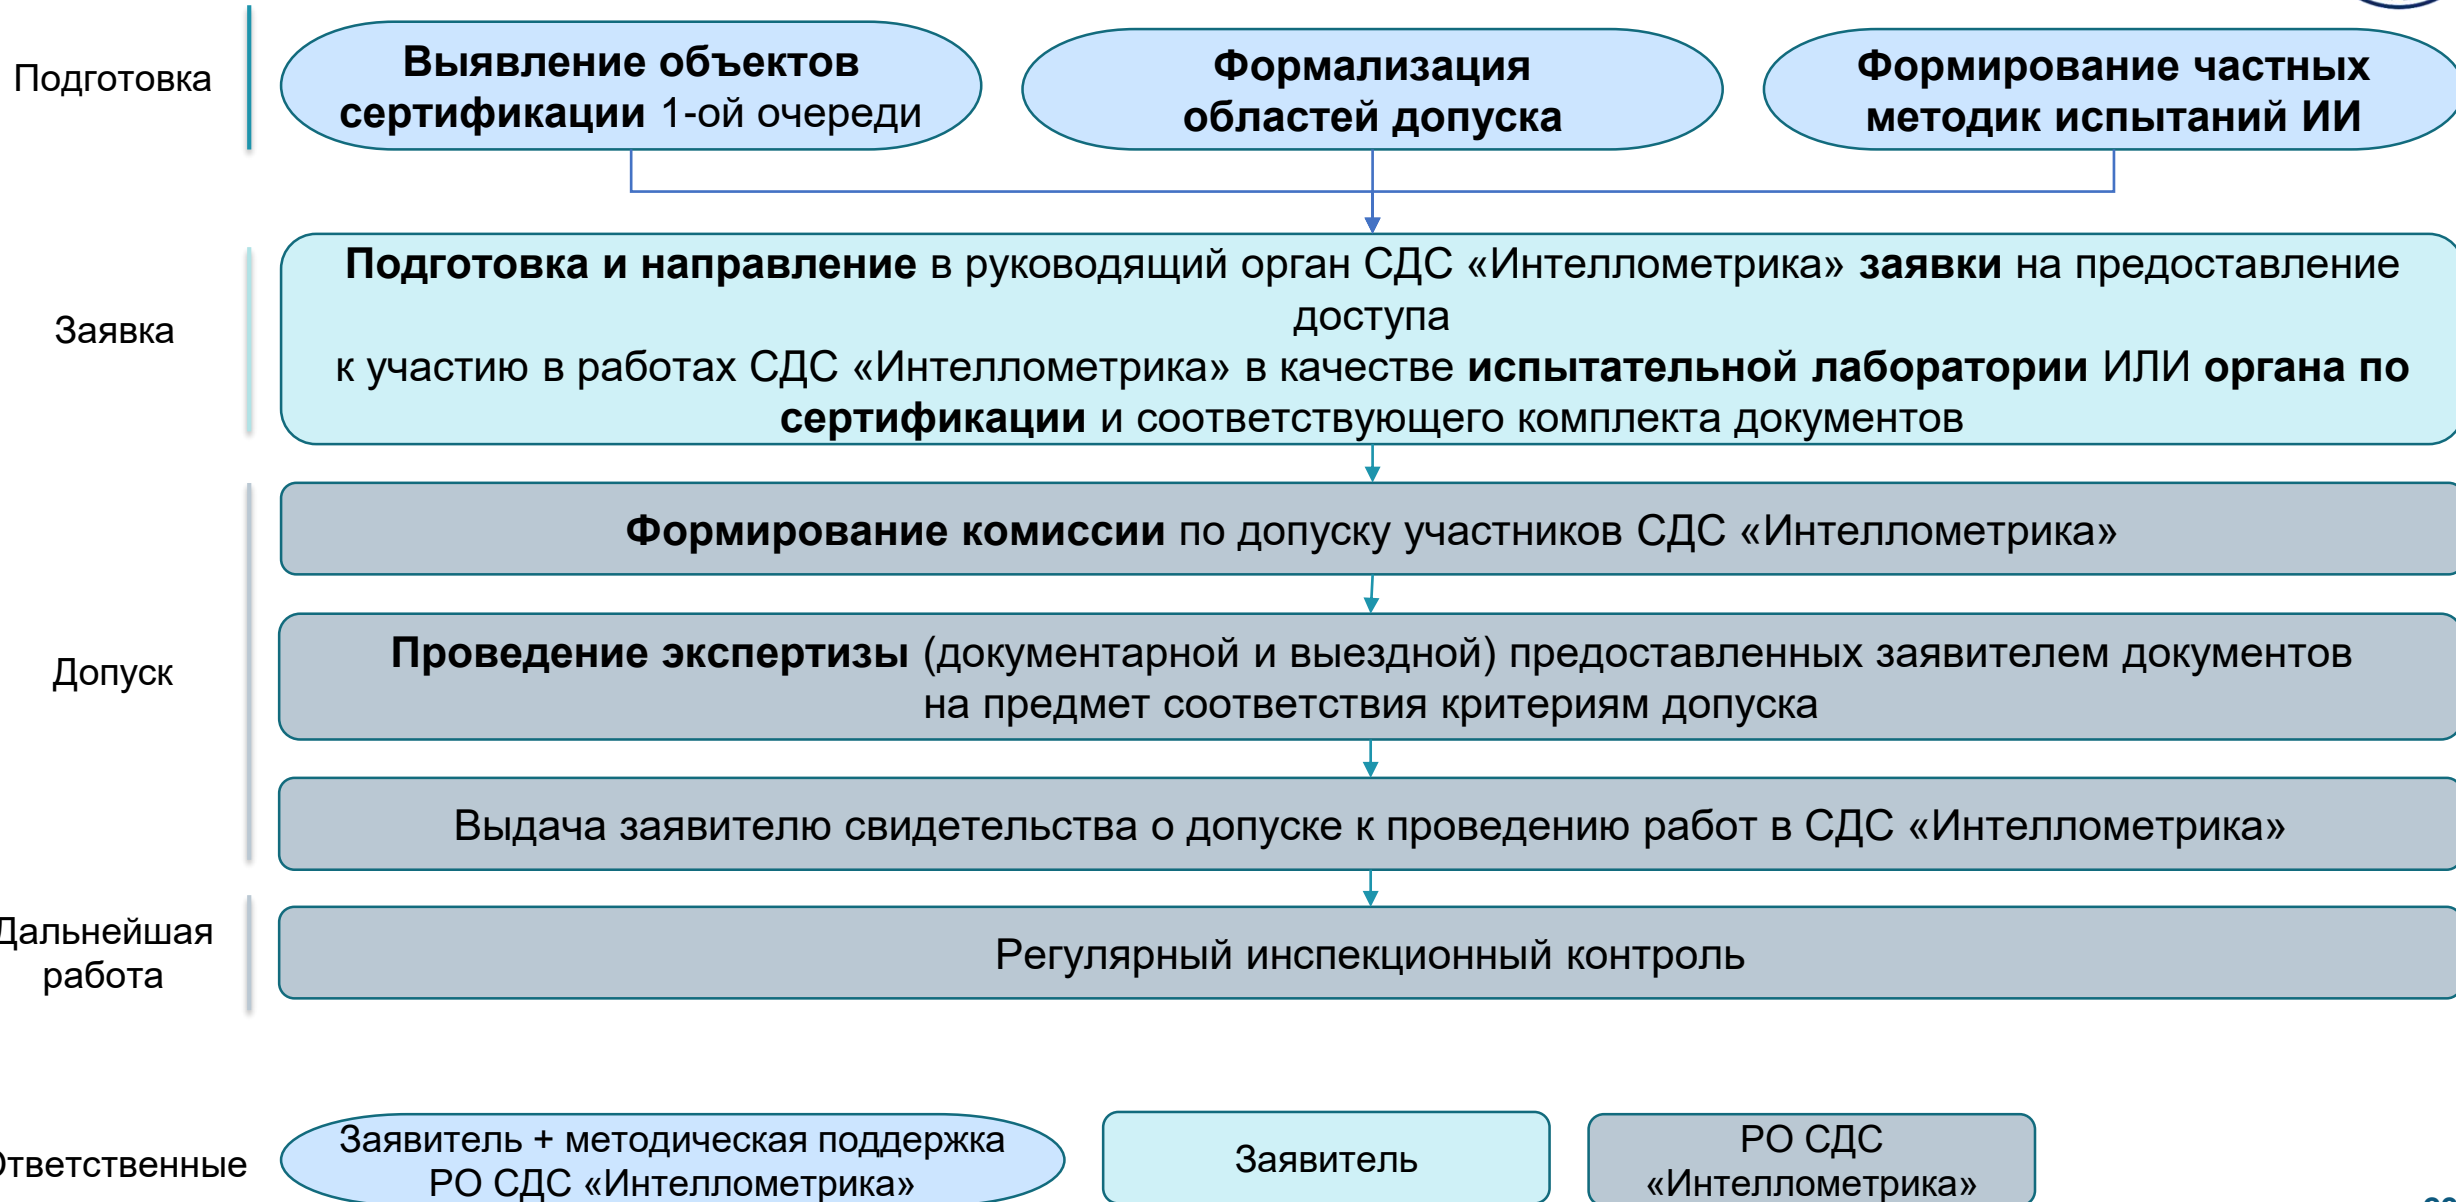 Подготовка
Выявление объектов
сертификации 1-ой очереди
Формализация
областей допуска
Формирование частных
методик испытаний ИИ
Заявка
Подготовка и направление в руководящий орган СДС «Интеллометрика» заявки на предоставление
доступа
к участию в работах СДС «Интеллометрика» в качестве испытательной лаборатории ИЛИ органа по
сертификации и соответствующего комплекта документов
Допуск
Формирование комиссии по допуску участников СДС «Интеллометрика»
Проведение экспертизы (документарной и выездной) предоставленных заявителем документов
на предмет соответствия критериям допуска
Выдача заявителю свидетельства о допуске к проведению работ в СДС «Интеллометрика»
Дальнейшая
работа
Регулярный инспекционный контроль
Ответственные
Заявитель + методическая поддержка
РО СДС «Интеллометрика»
Заявитель
РО СДС
«Интеллометрика»